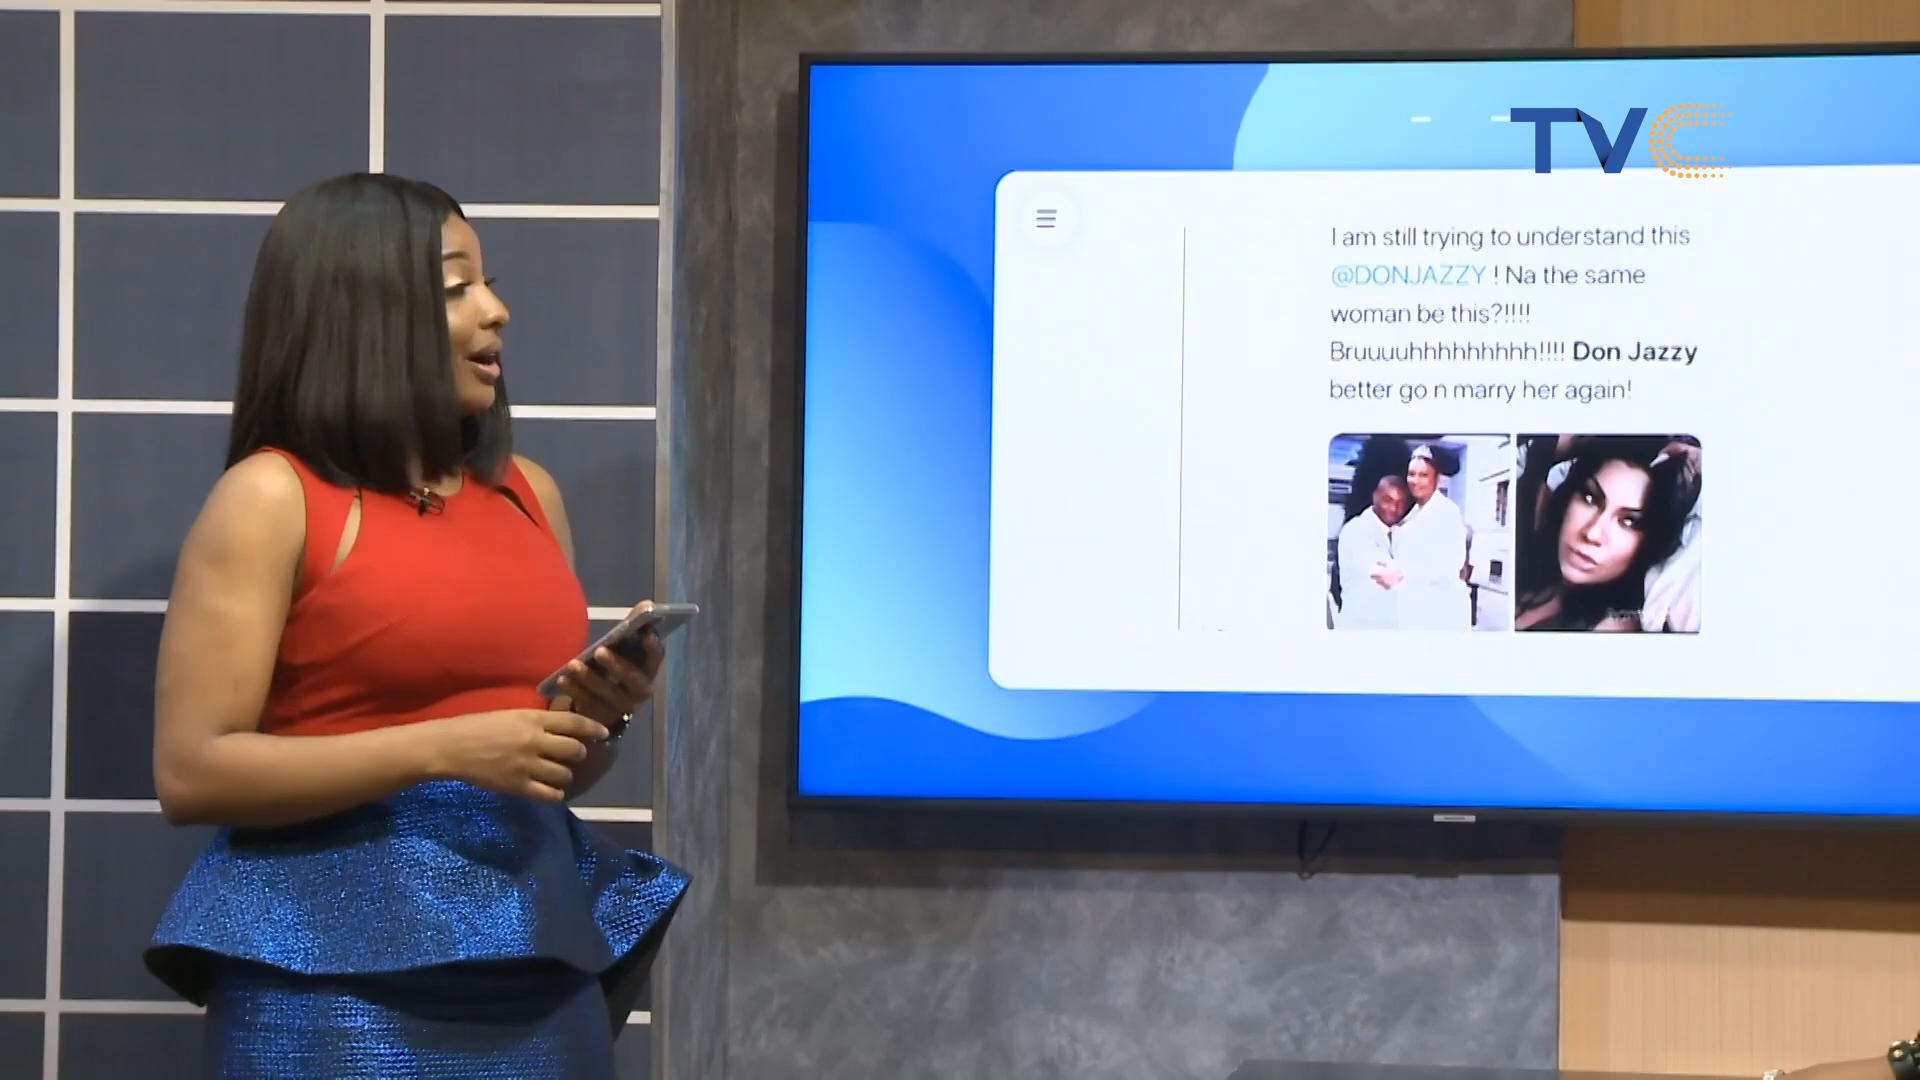 TVC
I am still trying to understand this
@DONJAZZY ! Na the same
woman be this?!!!!
Bruuuuhhhhhhhhhh!!!! Don Jazzy
better go n marry her again!